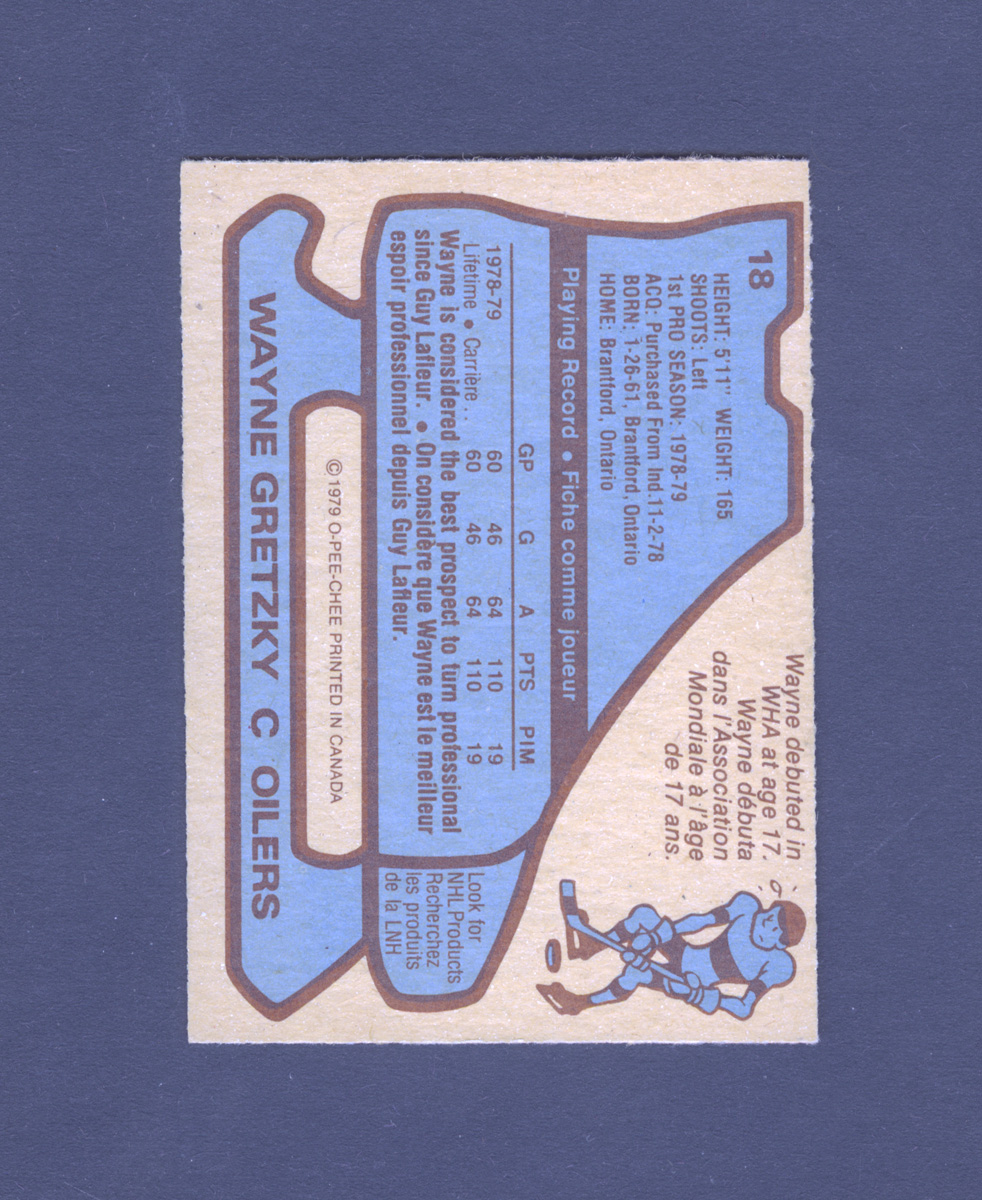 18
HEIGHT: 5'11" WEIGHT: 165
SHOOTS: Left
1st PRO SEASON: 1978-79
ACQ: Purchased From Ind. 11-2-78
BORN: 1-26-61, Brantford, Ontario
HOME: Brantford, Ontario
Wayne debuted in
WHA at age 17.
Wayne débuta
dans l'Association
Mondiale à l'âge
de 17 ans.
Playing Record • Fiche comme joueur
GP G A PTS PIM
1978-79 60 46 64 110 19
Lifetime • Carrière .. 60 46 64 110 19
Wayne is considered the best prospect to turn professional
since Guy Lafleur. • On considère que Wayne est le meilleur
espoir professionnel depuis Guy Lafleur.
Look for
NHL Products
Recherchez
les produits
de la LNH
©1979 O-PEE-CHEE PRINTED IN CANADA
WAYNE GRETZKY C OILERS